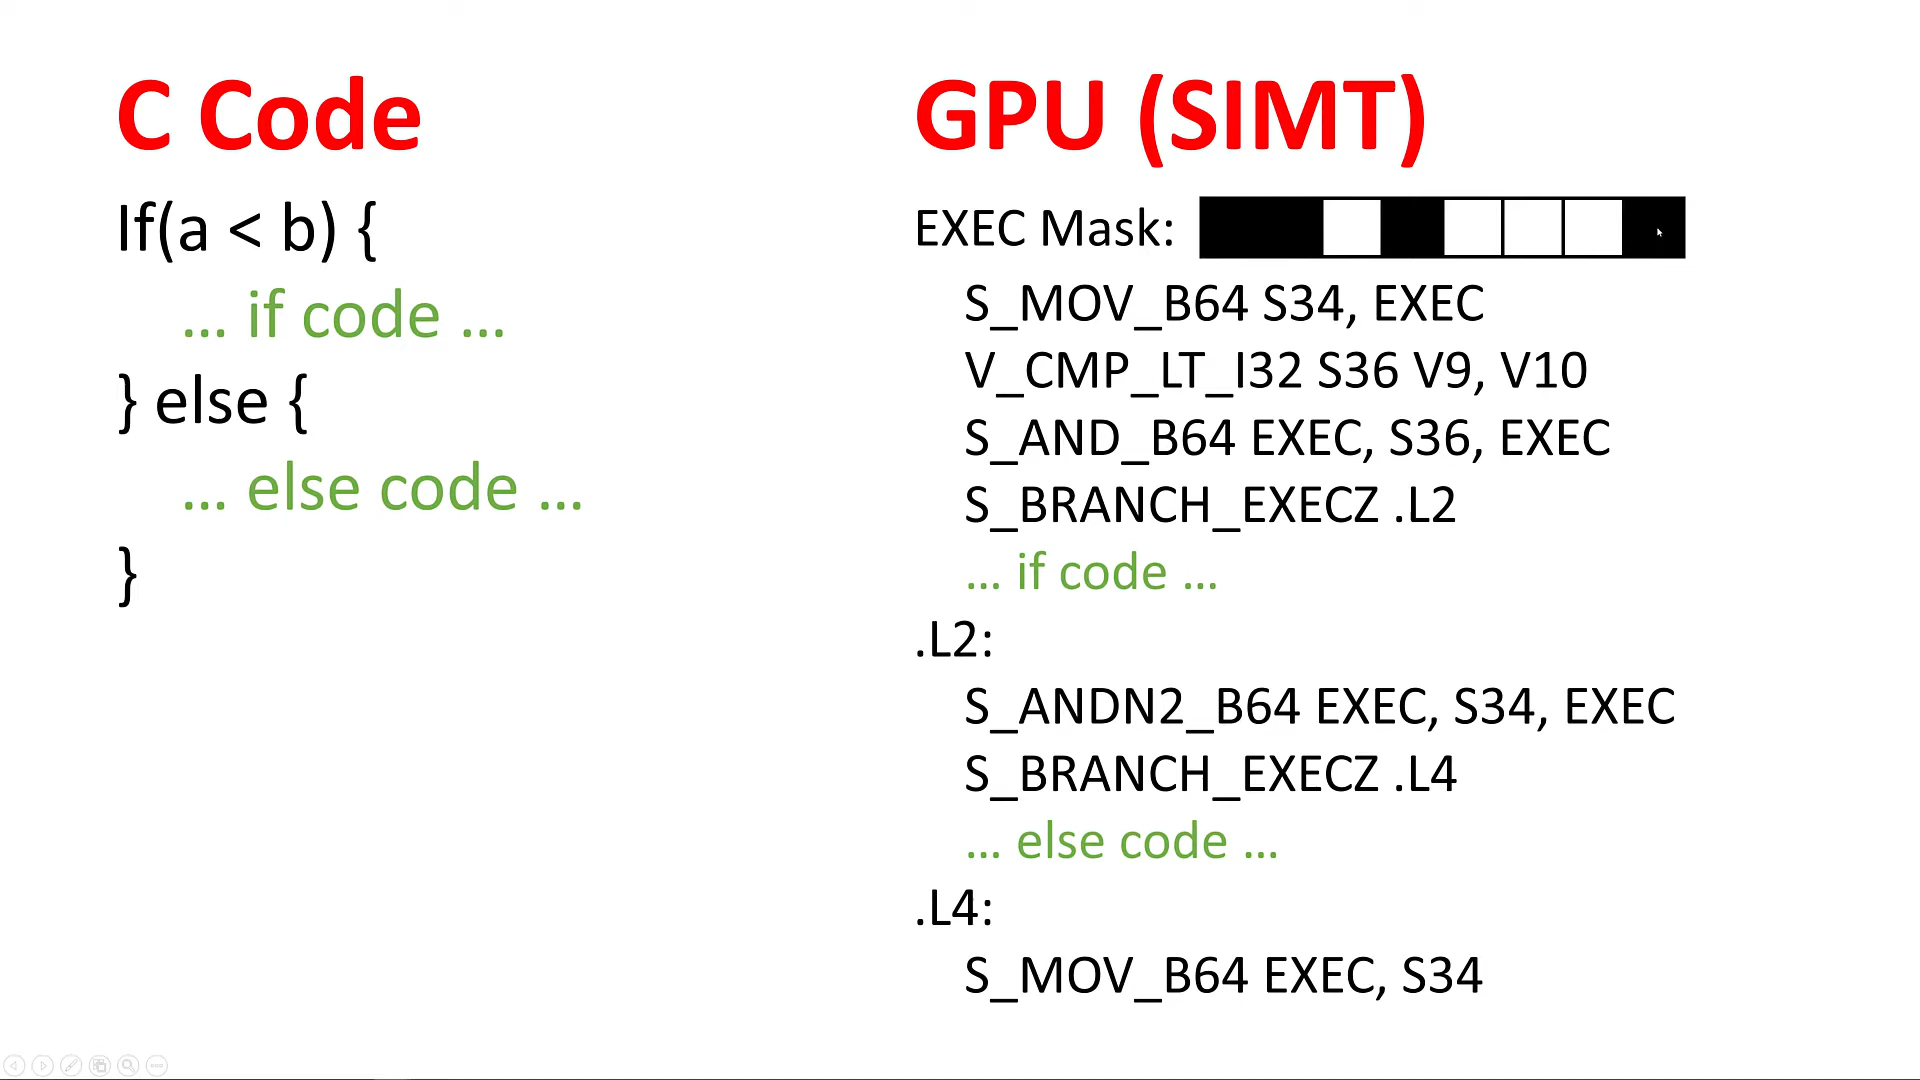 C Code
If(a < b) {
... if code ...
} else {
... else code ...
}
GPU (SIMT)
EXEC Mask:
S_MOV_B64 S34, EXEC
V_CMP_LT_I32 S36 V9, V10
S_AND_B64 EXEC, S36, EXEC
S_BRANCH_EXECZ .L2
... if code ...
.L2:
S_ANDN2_B64 EXEC, S34, EXEC
S_BRANCH_EXECZ .L4
... else code ...
.L4:
S_MOV_B64 EXEC, S34